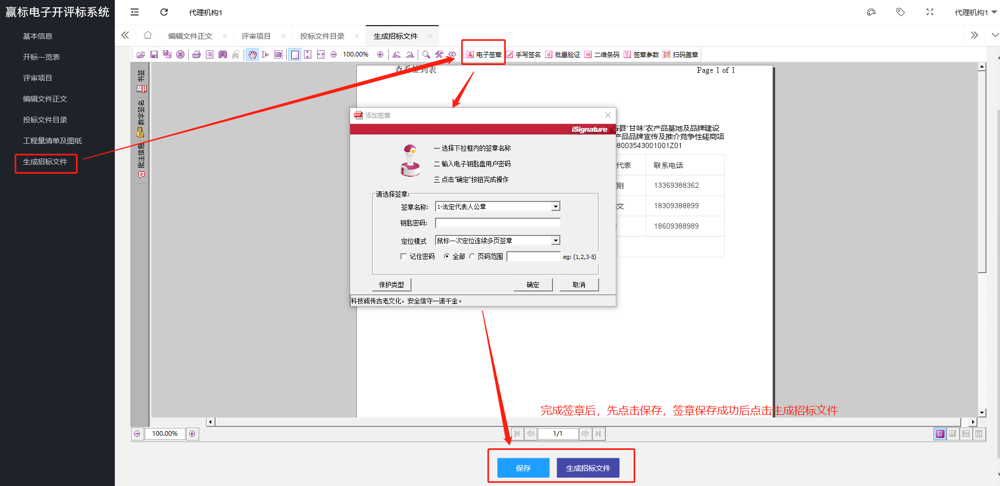 赢标电子开评标系统
代理机构1
代理机构1
基本信息
开标一览表
评审项目
编辑文件正文
投标文件目录
工程量清单及图纸
生成招标文件
编辑文件正文
评审项目
投标文件目录
生成招标文件
100.00%
电子签章
手写签名
批量验证
二维条码
签章参数
扫码盖章
书签
数字签名
批注信息
查看签到表
Page 1 of 1
县“甘味”农产品基地及品牌建设
产品品牌宣传及推介竞争性磋商项
8003543001001Z01
代表
联系电话
刚
13369388362
文
18309388899
18609388989
PDF
添加签章
iSignature
一 选择下拉框内的签章名称
二 输入电子钥匙盘用户密码
三 点击"确定"按钮完成操作
请选择签章:
签章名称:
1-法定代表人公章
钥匙密码:
定位模式
鼠标一次定位连续多页签章
记住密码
全部
页码范围
eg: (1,2,3-5)
保护类型
确定
取消
科技诚传古老文化，安全信守一诺千金。
完成签章后，先点击保存，签章保存成功后点击生成招标文件
100.00%
1/1
保存
生成招标文件